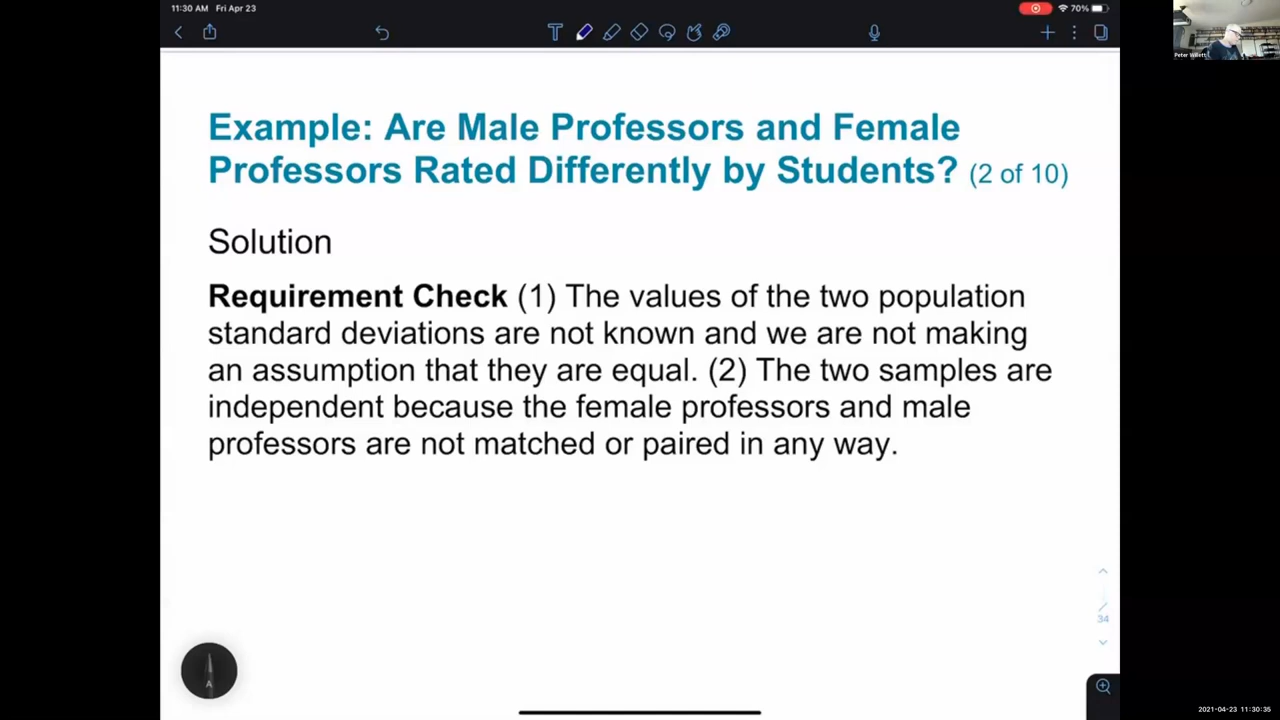 11:30 AM Fri Apr 23
70%
T
Peter Willett
Example: Are Male Professors and Female
Professors Rated Differently by Students? (2 of 10)
Solution
Requirement Check (1) The values of the two population
standard deviations are not known and we are not making
an assumption that they are equal. (2) The two samples are
independent because the female professors and male
professors are not matched or paired in any way.
34
A
2021-04-23 11:30:35